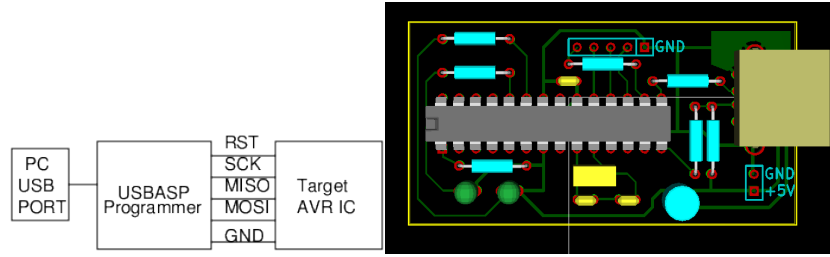 PC
USB
PORT
USBASP
Programmer
RST
SCK
MISO
MOSI
GND
Target
AVR IC
GND
GND
+5V